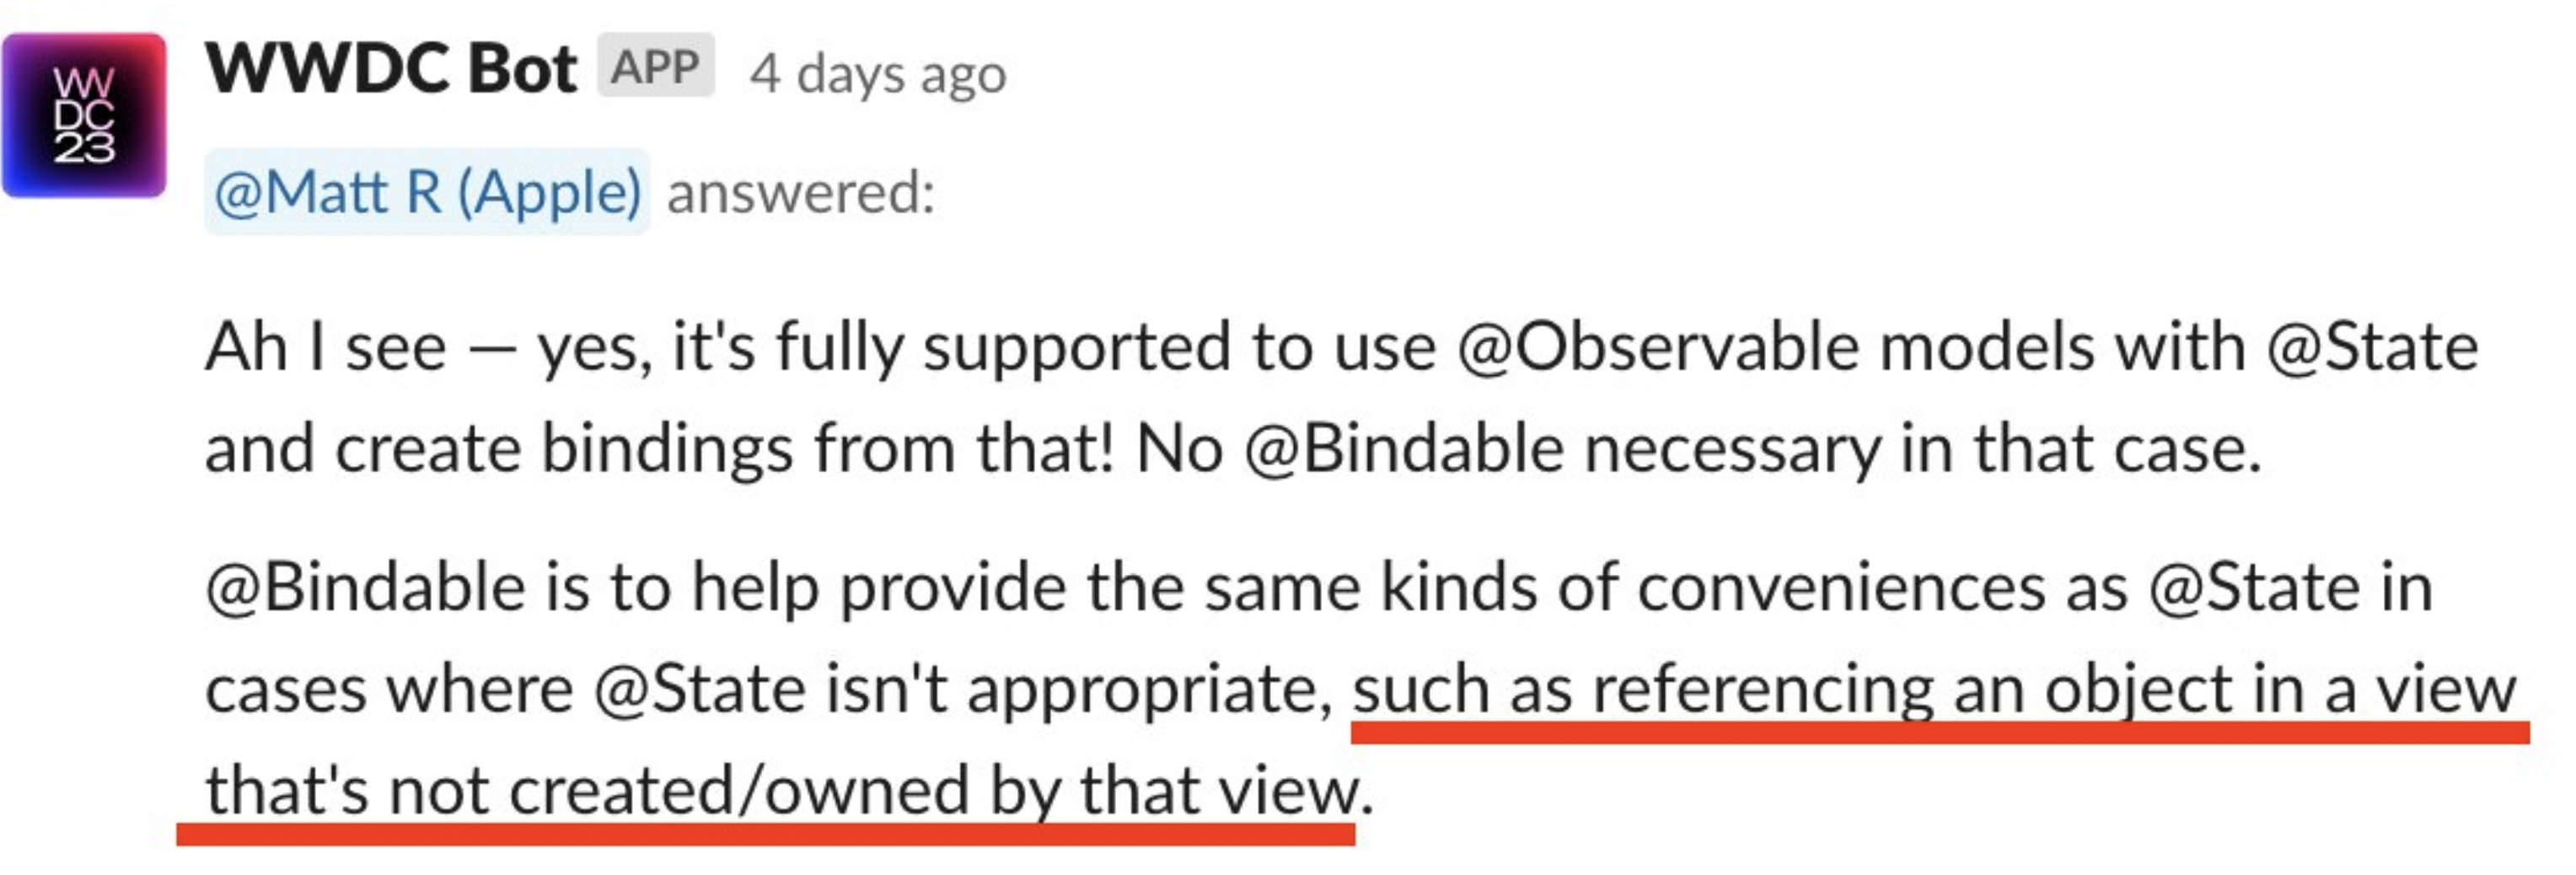 WW
DC
23
WWDC Bot APP 4 days ago
@Matt R (Apple) answered:
Ah I see — yes, it's fully supported to use @Observable models with @State
and create bindings from that! No @Bindable necessary in that case.
@Bindable is to help provide the same kinds of conveniences as @State in
cases where @State isn't appropriate, such as referencing an object in a view
that's not created/owned by that view.